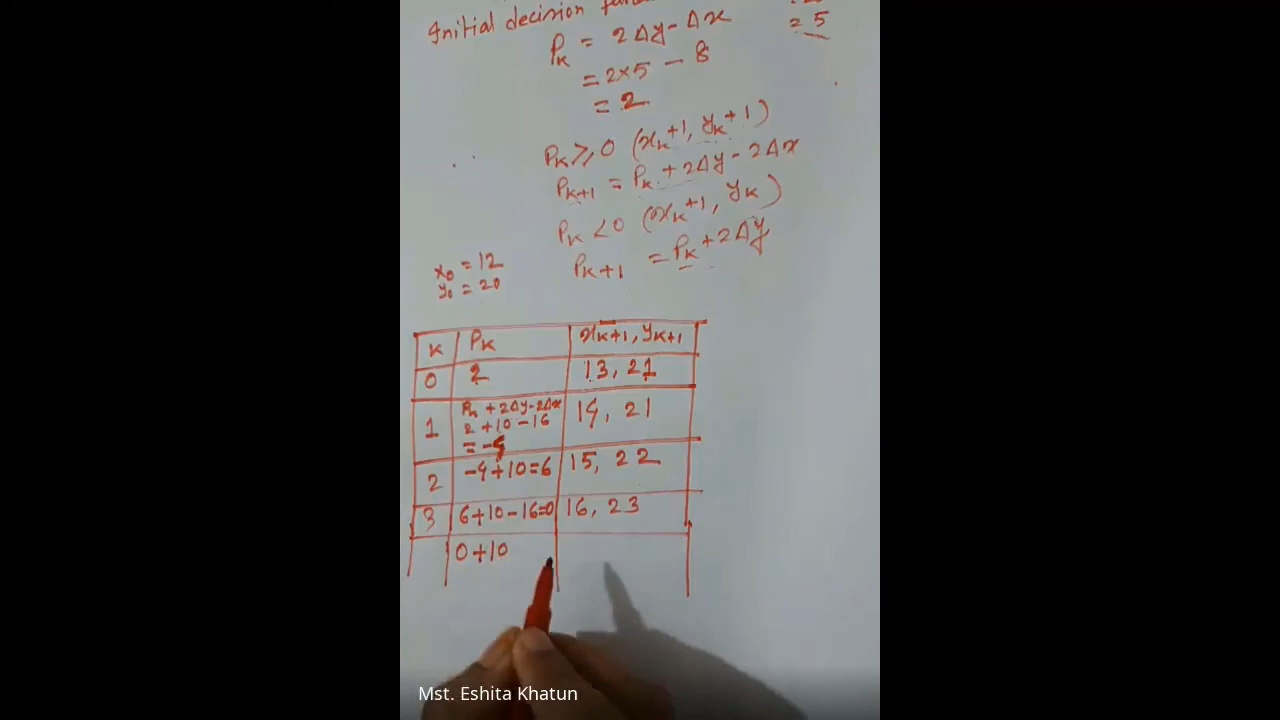 Initial decision
= 5
Pk = 2Δy - Δx
= 2x5 - 8
= 2
Pk ≥ 0 (xk+1, yk+1)
Pk+1 = Pk + 2Δy - 2Δx
Pk < 0 (xk+1, yk)
Pk+1 = Pk + 2Δy
x0 = 12
y0 = 20
K Pk xk+1, yk+1
0 2 13, 21
1 Pk + 2Δy - 2Δx 14, 21
2 + 10 - 16
= -4
2 -4+10=6 15, 22
3 6+10-16=0 16, 23
0+10
Mst. Eshita Khatun